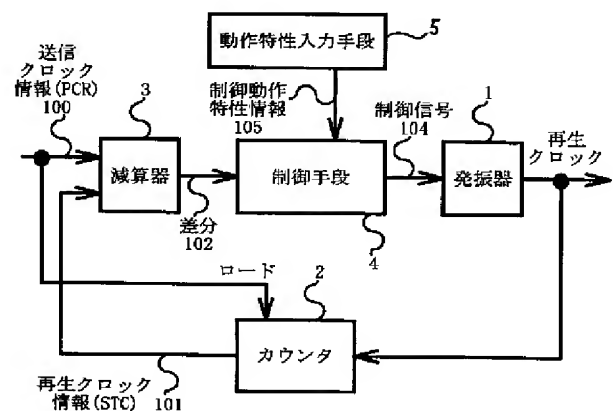 動作特性入力手段
5
送信
クロック
情報(PCR)
100
3
制御動作
特性情報
105
制御信号
104
1
再生
クロック
減算器
制御手段
発振器
差分
102
4
ロード
2
カウンタ
再生クロック
情報(STC)
101